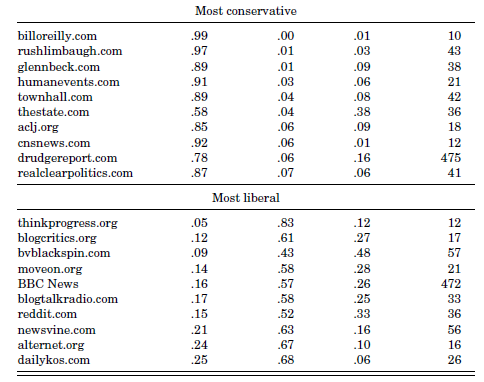 Most conservative
billoreilly.com .99 .00 .01 10
rushlimbaugh.com .97 .01 .03 43
glennbeck.com .89 .01 .09 38
humanevents.com .91 .03 .06 21
townhall.com .89 .04 .08 42
thestate.com .58 .04 .38 36
aclj.org .85 .06 .09 18
cnsnews.com .92 .06 .01 12
drudgereport.com .78 .06 .16 475
realclearpolitics.com .87 .07 .06 41
Most liberal
thinkprogress.org .05 .83 .12 12
blogcritics.org .12 .61 .27 17
bvblackspin.com .09 .43 .48 57
moveon.org .14 .58 .28 21
BBC News .16 .57 .26 472
blogtalkradio.com .17 .58 .25 33
reddit.com .15 .52 .33 36
newsvine.com .21 .63 .16 56
alternet.org .24 .67 .10 16
dailykos.com .25 .68 .06 26